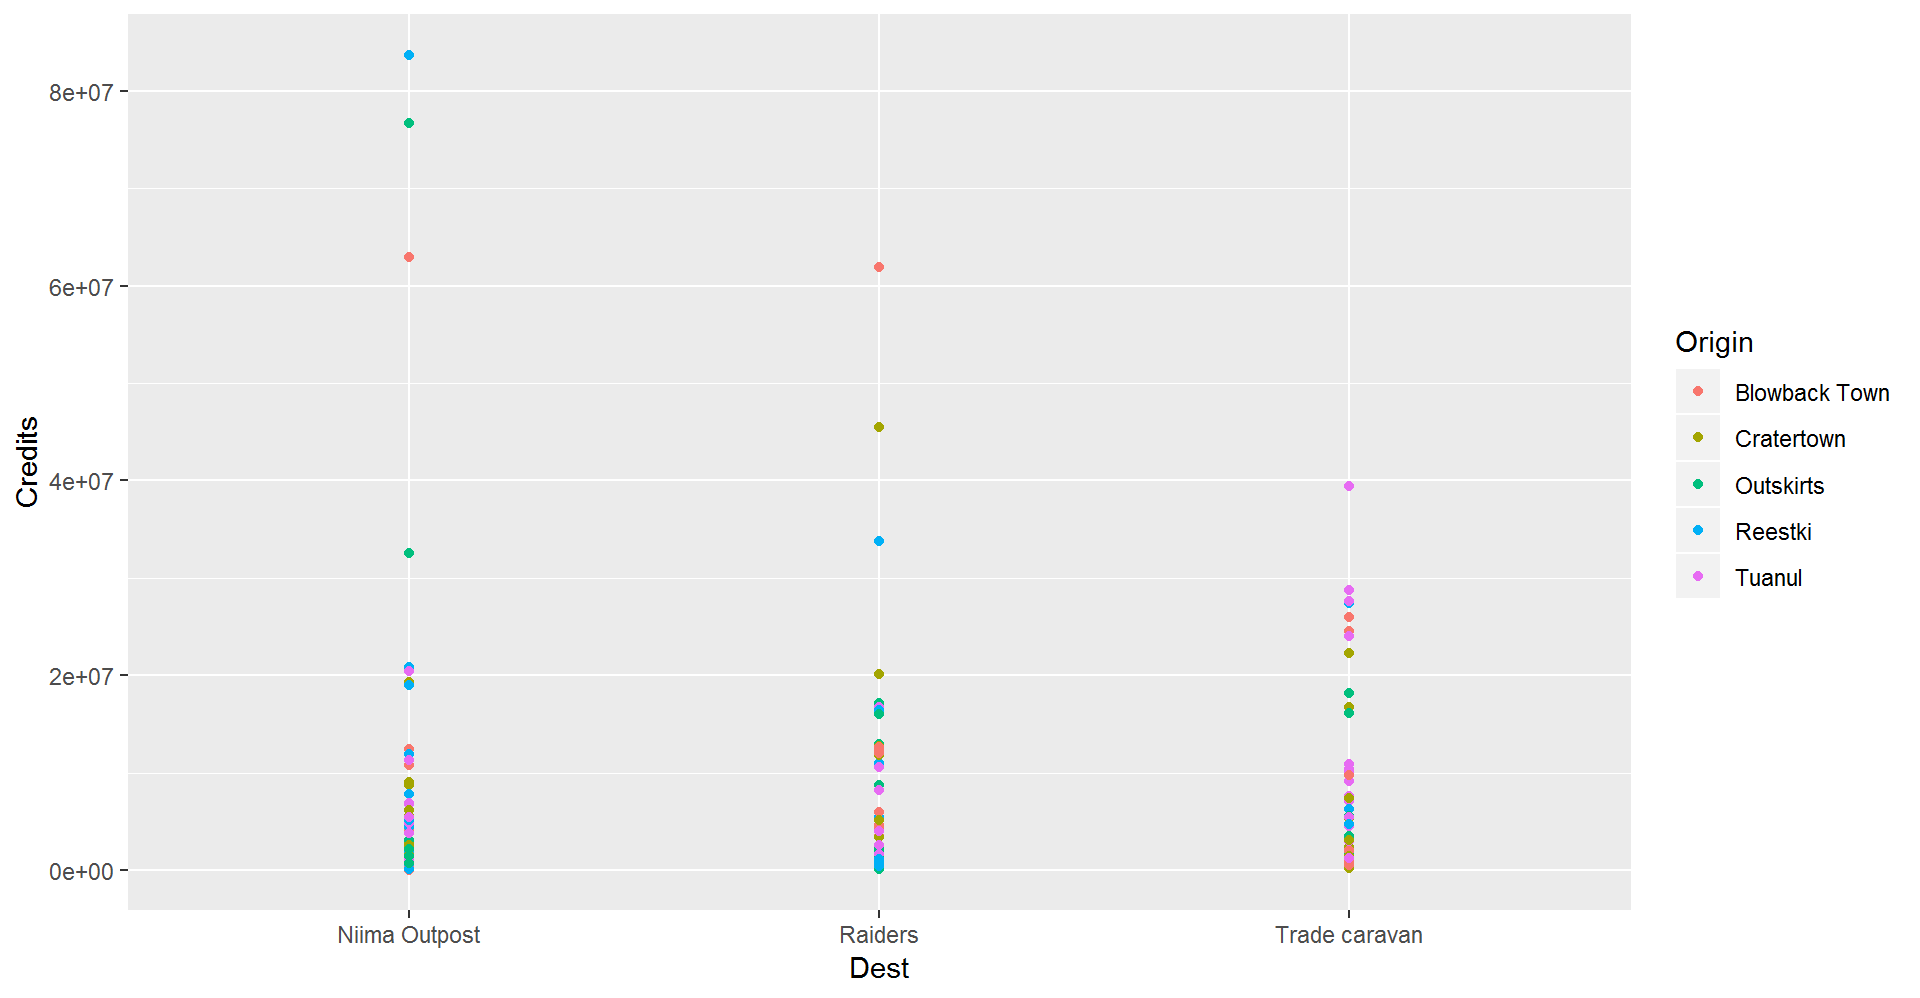 Credits
8e+07
6e+07
4e+07
2e+07
0e+00
Niima Outpost
Raiders
Trade caravan
Dest
Origin
Blowback Town
Cratertown
Outskirts
Reestki
Tuanul